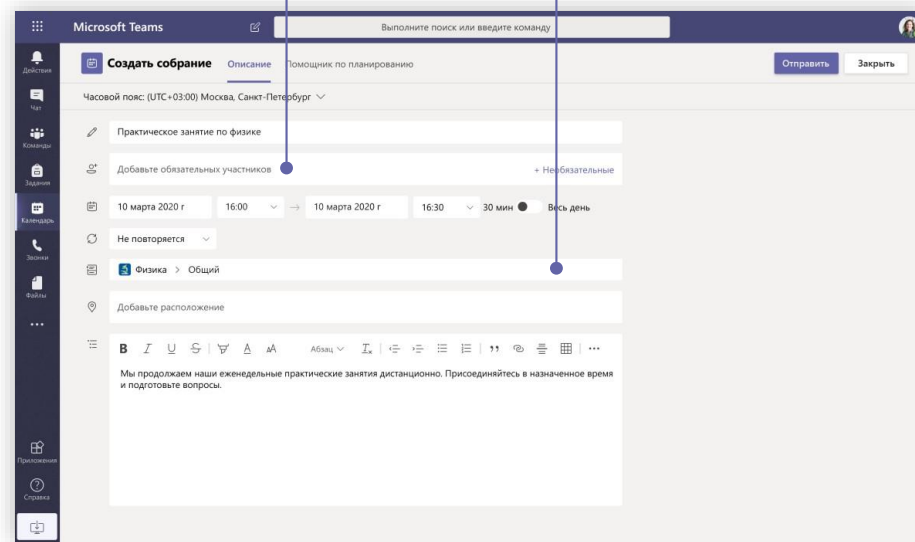 Microsoft Teams
Выполните поиск или введите команду
Действия
Чат
Команды
Задания
Календарь
Звонки
Файлы
Приложения
Справка
Создать собрание Описание Помощник по планированию Отправить Закрыть
Часовой пояс: (UTC+03:00) Москва, Санкт-Петербург
Практическое занятие по физике
Добавьте обязательных участников + Необязательные
10 марта 2020 г 16:00 → 10 марта 2020 г 16:30 30 мин Весь день
Не повторяется
Физика > Общий
Добавьте расположение
B I U S A AA Абзац Ix
Мы продолжаем наши еженедельные практические занятия дистанционно. Присоединяйтесь в назначенное время
и подготовьте вопросы.